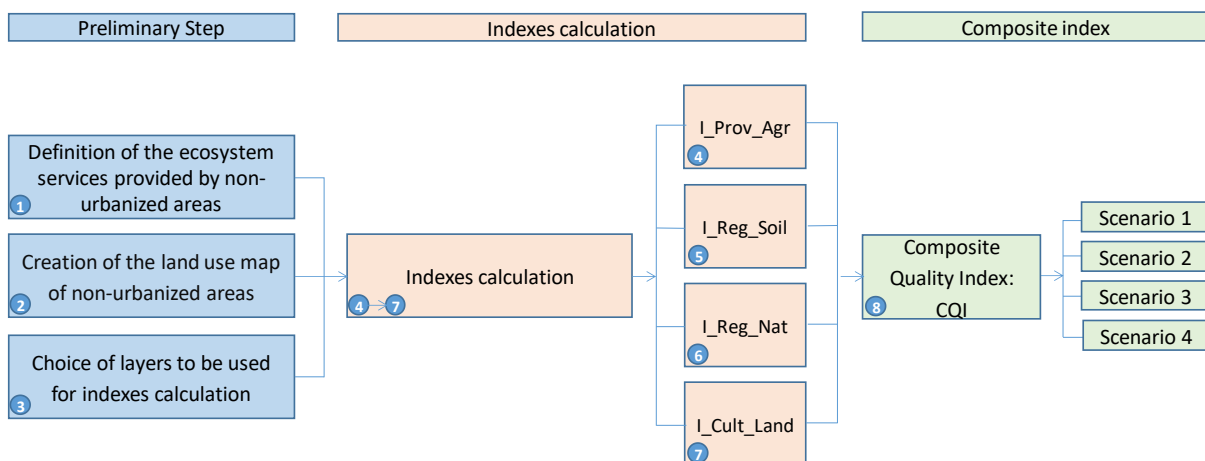 Preliminary Step
Indexes calculation
Composite index
Definition of the ecosystem
services provided by non-
urbanized areas
1
Creation of the land use map
of non-urbanized areas
2
Choice of layers to be used
for indexes calculation
3
Indexes calculation
4 7
I_Prov_Agr
4
I_Reg_Soil
5
I_Reg_Nat
6
I_Cult_Land
7
Composite
Quality Index:
CQI
8
Scenario 1
Scenario 2
Scenario 3
Scenario 4